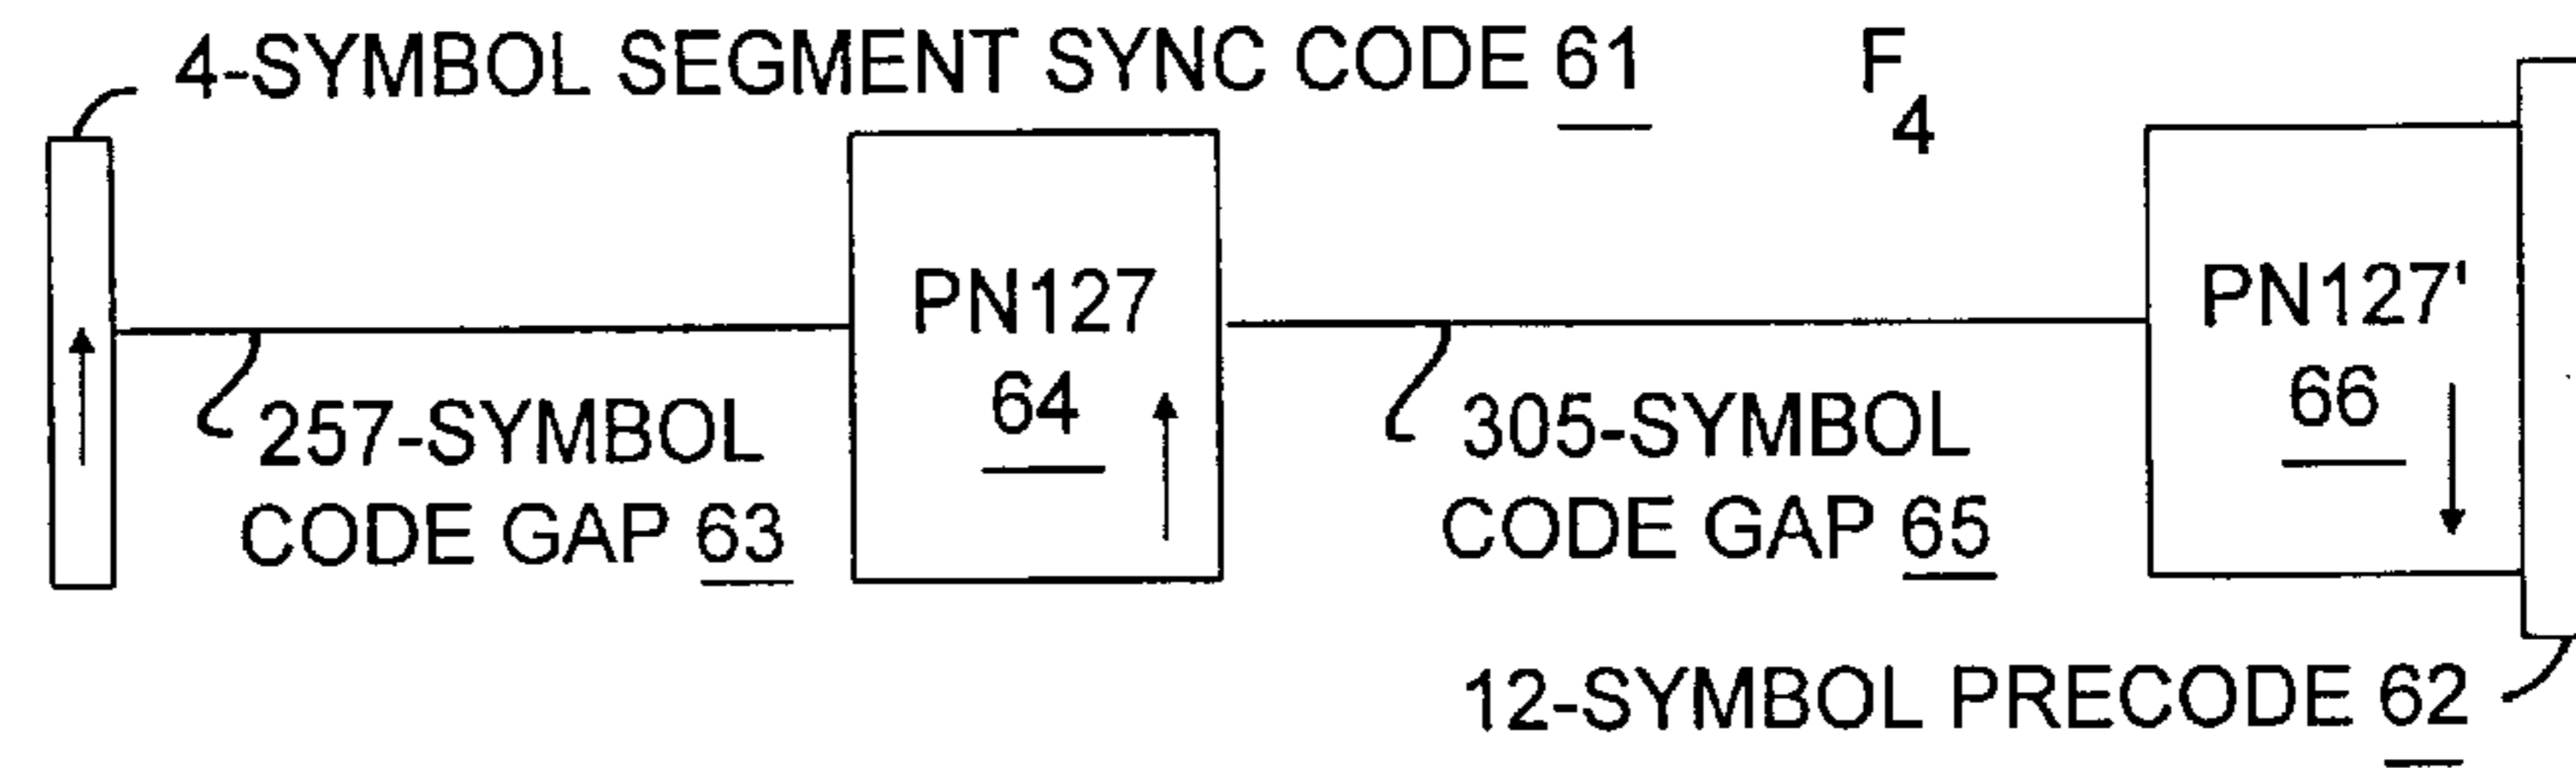 4-SYMBOL SEGMENT SYNC CODE 61
F4
PN127
64
PN127'
66
257-SYMBOL
CODE GAP 63
305-SYMBOL
CODE GAP 65
12-SYMBOL PRECODE 62